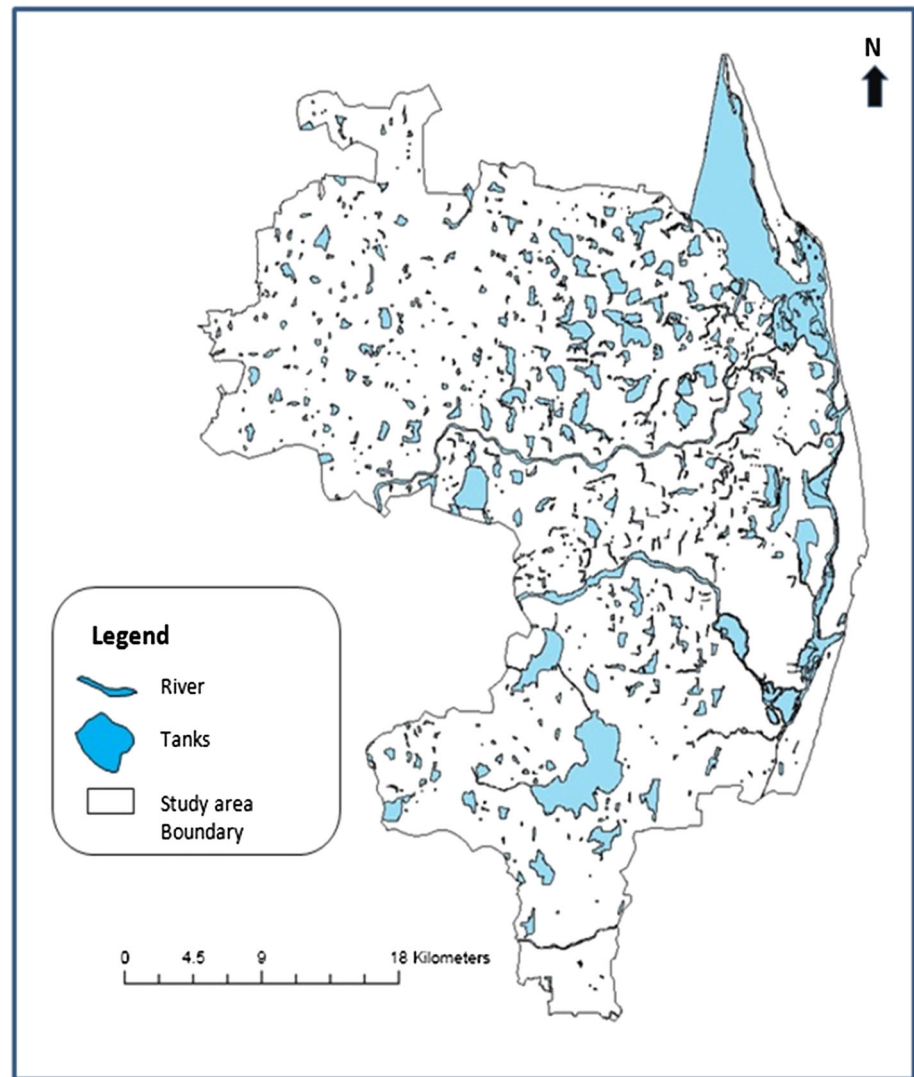 N
Legend
River
Tanks
Study area
Boundary
0 4.5 9 18 Kilometers